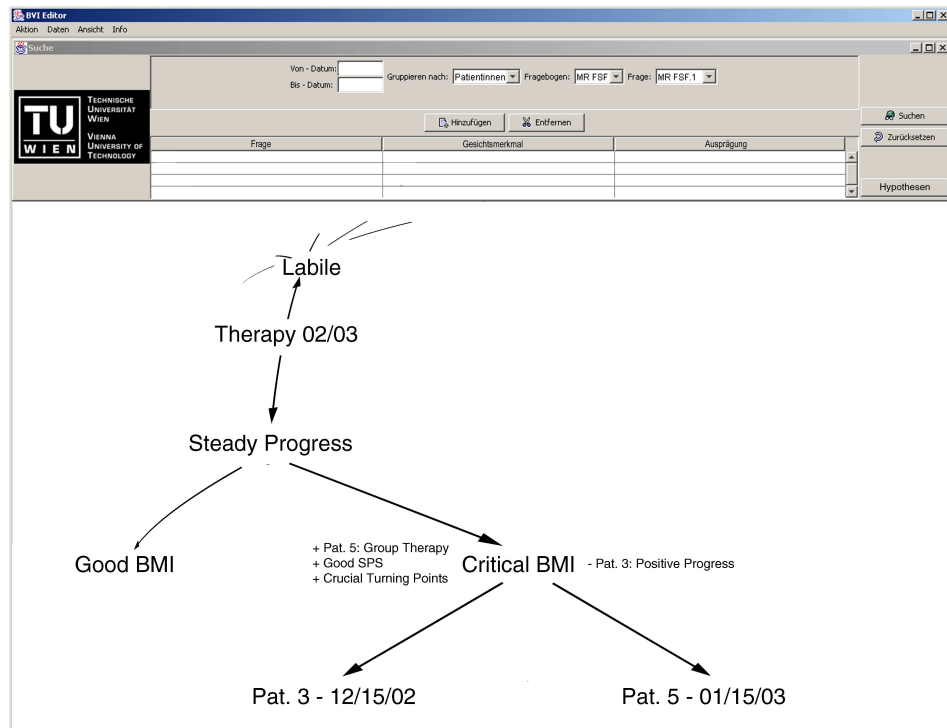 BVI Editor
Aktion Daten Ansicht Info
Suche
Von - Datum:
Bis - Datum:
Gruppieren nach: Patientinnen Fragebogen: MR FSF Frage: MR FSF.1
TU
WIEN
TECHNISCHE
UNIVERSITÄT
WIEN
VIENNA
UNIVERSITY OF
TECHNOLOGY
Hinzufügen Entfernen
Suchen
Zurücksetzen
Hypothesen
Frage Gesichtsmerkmal Ausprägung
Labile
Therapy 02/03
Steady Progress
Good BMI
+ Pat. 5: Group Therapy
+ Good SPS
+ Crucial Turning Points
Critical BMI
- Pat. 3: Positive Progress
Pat. 3 - 12/15/02
Pat. 5 - 01/15/03